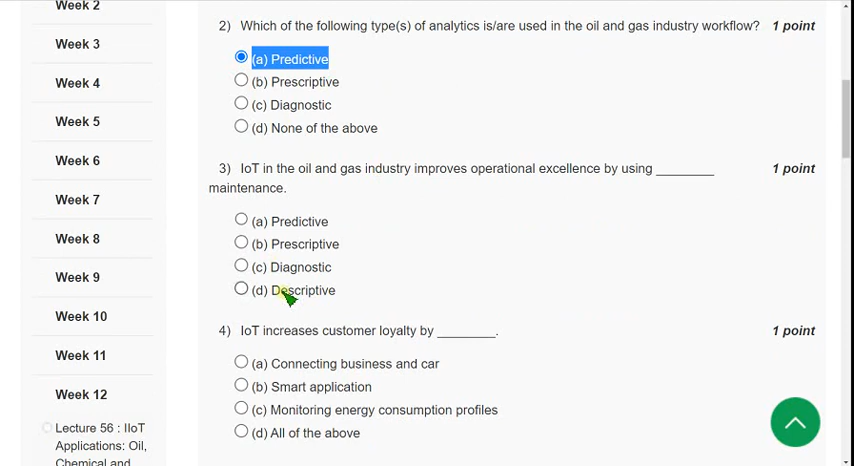 Week 2
Week 3
Week 4
Week 5
Week 6
Week 7
Week 8
Week 9
Week 10
Week 11
Week 12
Lecture 56 : IIoT
Applications: Oil,
Chemical and
2) Which of the following type(s) of analytics is/are used in the oil and gas industry workflow? 1 point
(a) Predictive
(b) Prescriptive
(c) Diagnostic
(d) None of the above
3) IoT in the oil and gas industry improves operational excellence by using ________ 1 point
maintenance.
(a) Predictive
(b) Prescriptive
(c) Diagnostic
(d) Descriptive
4) IoT increases customer loyalty by ________. 1 point
(a) Connecting business and car
(b) Smart application
(c) Monitoring energy consumption profiles
(d) All of the above